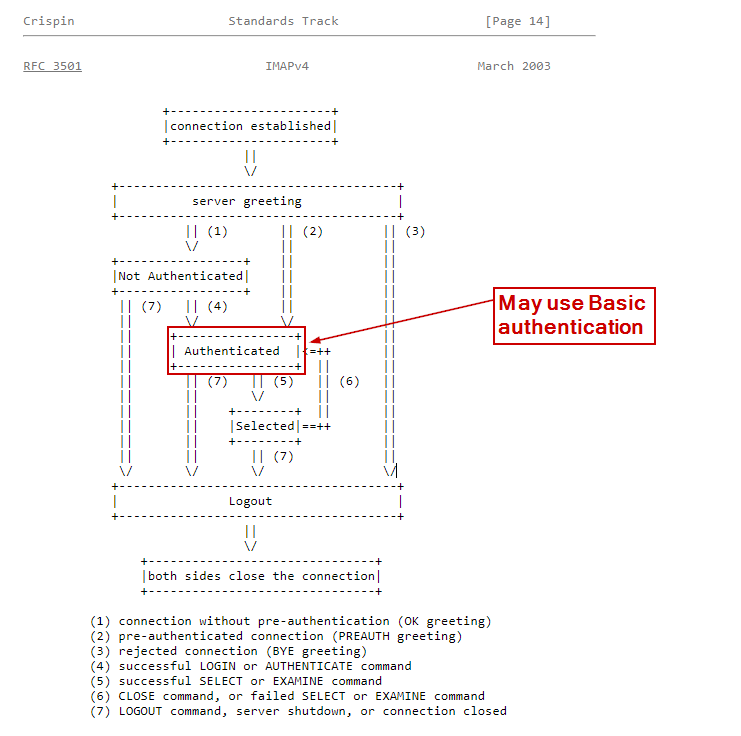 Crispin Standards Track [Page 14]
RFC 3501 IMAPv4 March 2003
+----------------------+
|connection established|
+----------------------+
||
\/
+--------------------------------------+
| server greeting |
+--------------------------------------+
|| (1) || (2) || (3)
\/ || ||
+-----------------+ || ||
|Not Authenticated| || ||
+-----------------+ || ||
|| (7) || (4) || ||
|| \/ \/ ||
|| +----------------+ ||
|| | Authenticated |<=++ ||
|| +----------------+ || ||
|| || (7) || (5) || (6) ||
|| || \/ || ||
|| || +--------+ || ||
|| || |Selected|==++ ||
|| || +--------+ ||
|| || || (7) ||
\/ \/ \/ \/
+--------------------------------------+
| Logout |
+--------------------------------------+
||
\/
+-------------------------------+
|both sides close the connection|
+-------------------------------+
May use Basic
authentication
(1) connection without pre-authentication (OK greeting)
(2) pre-authenticated connection (PREAUTH greeting)
(3) rejected connection (BYE greeting)
(4) successful LOGIN or AUTHENTICATE command
(5) successful SELECT or EXAMINE command
(6) CLOSE command, or failed SELECT or EXAMINE command
(7) LOGOUT command, server shutdown, or connection closed